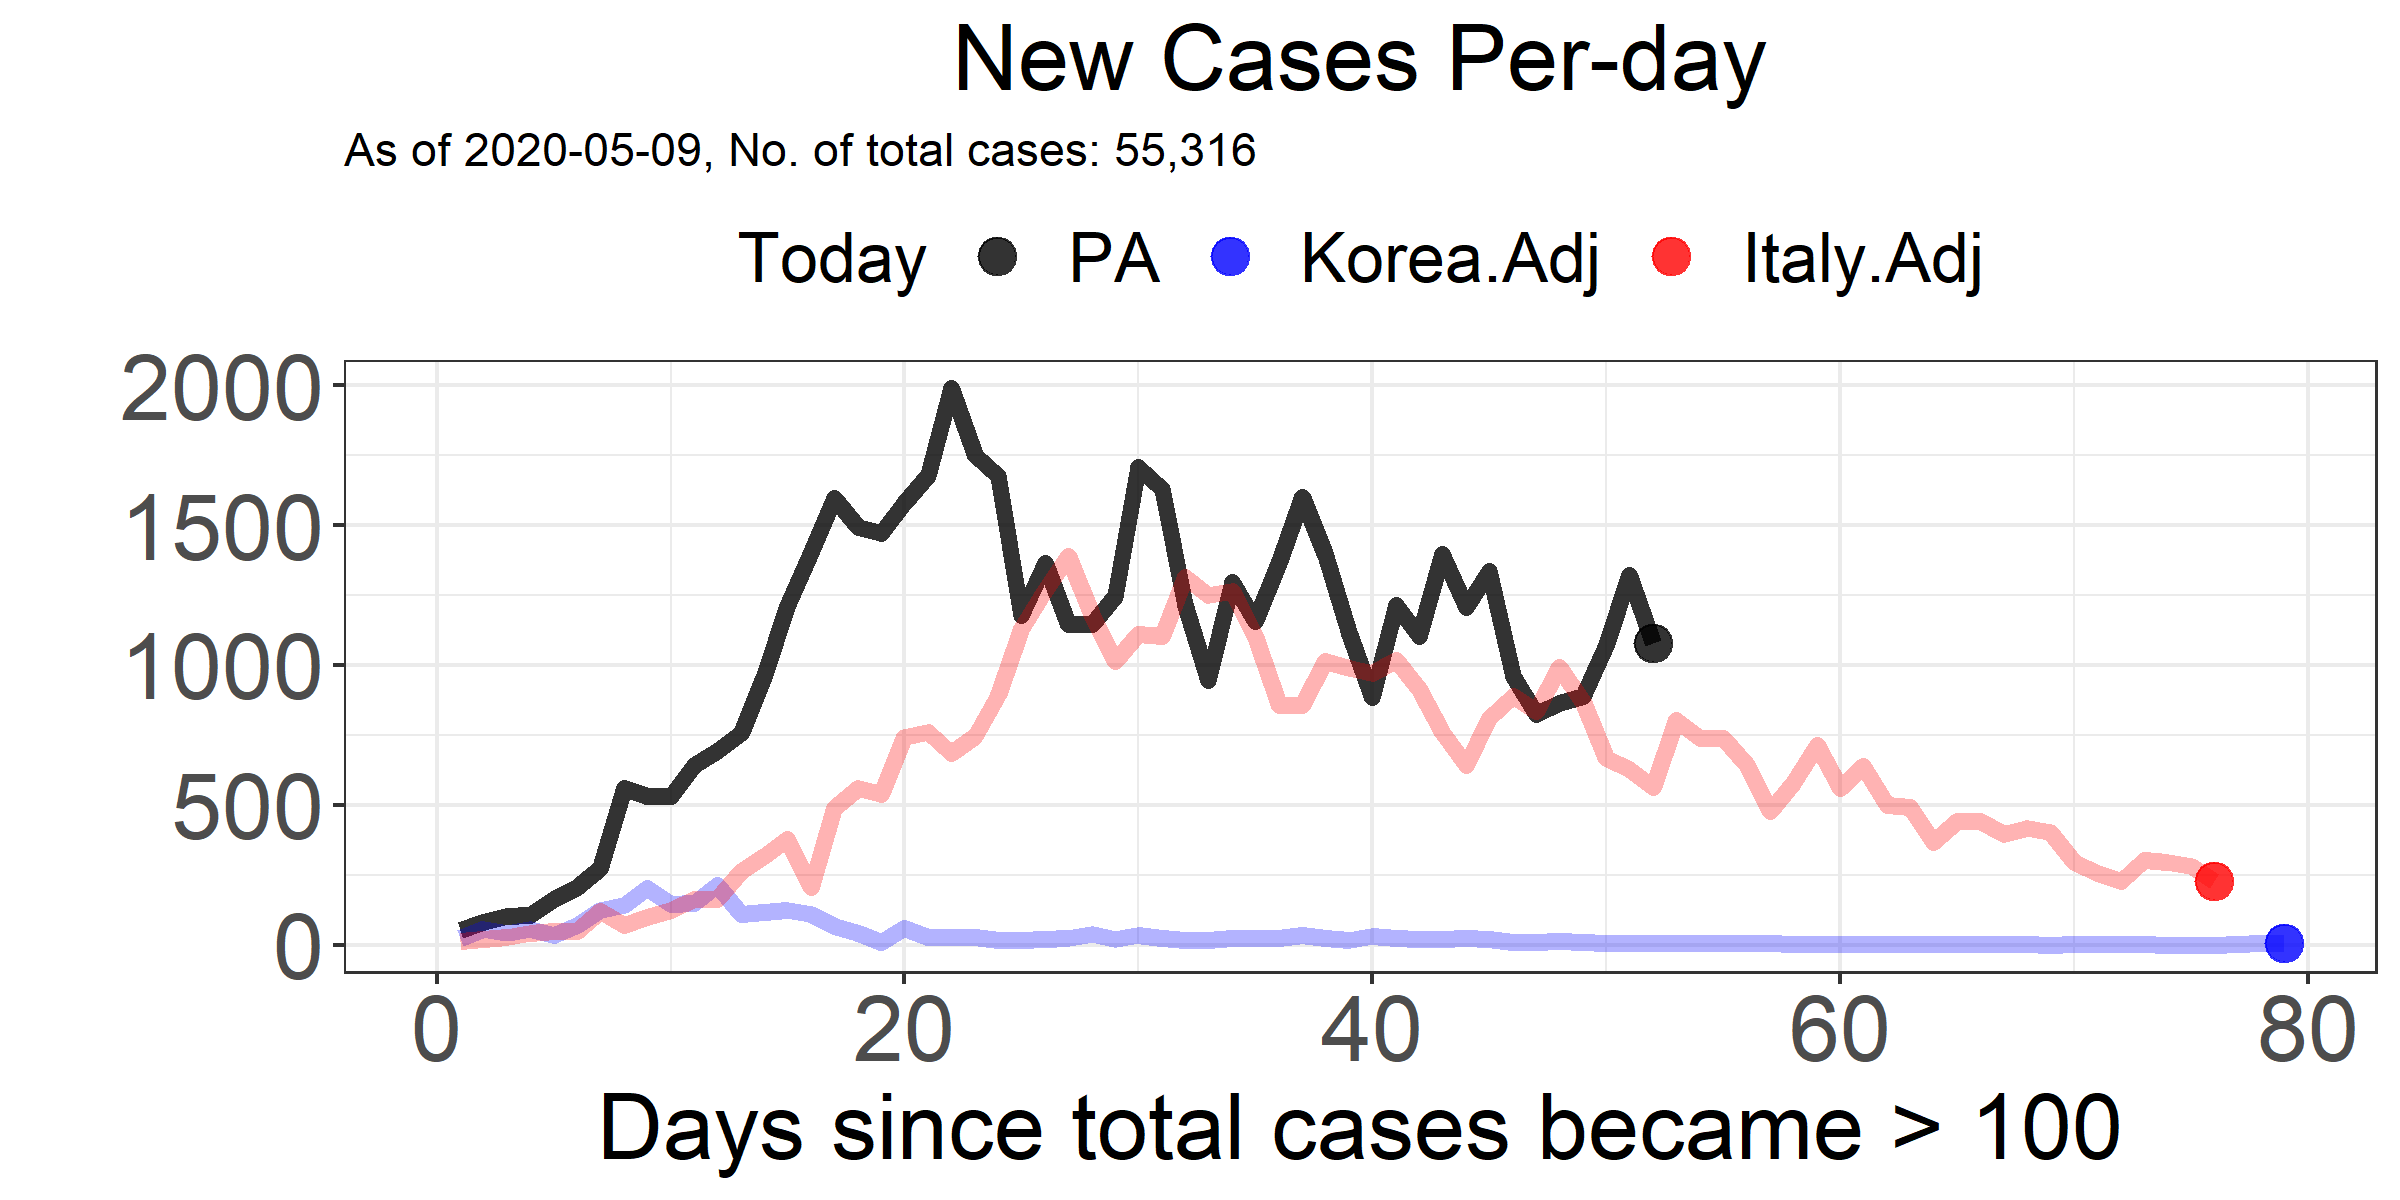 New Cases Per-day
As of 2020-05-09, No. of total cases: 55,316
Today PA Korea.Adj Italy.Adj
2000
1500
1000
500
0
0 20 40 60 80
Days since total cases became > 100